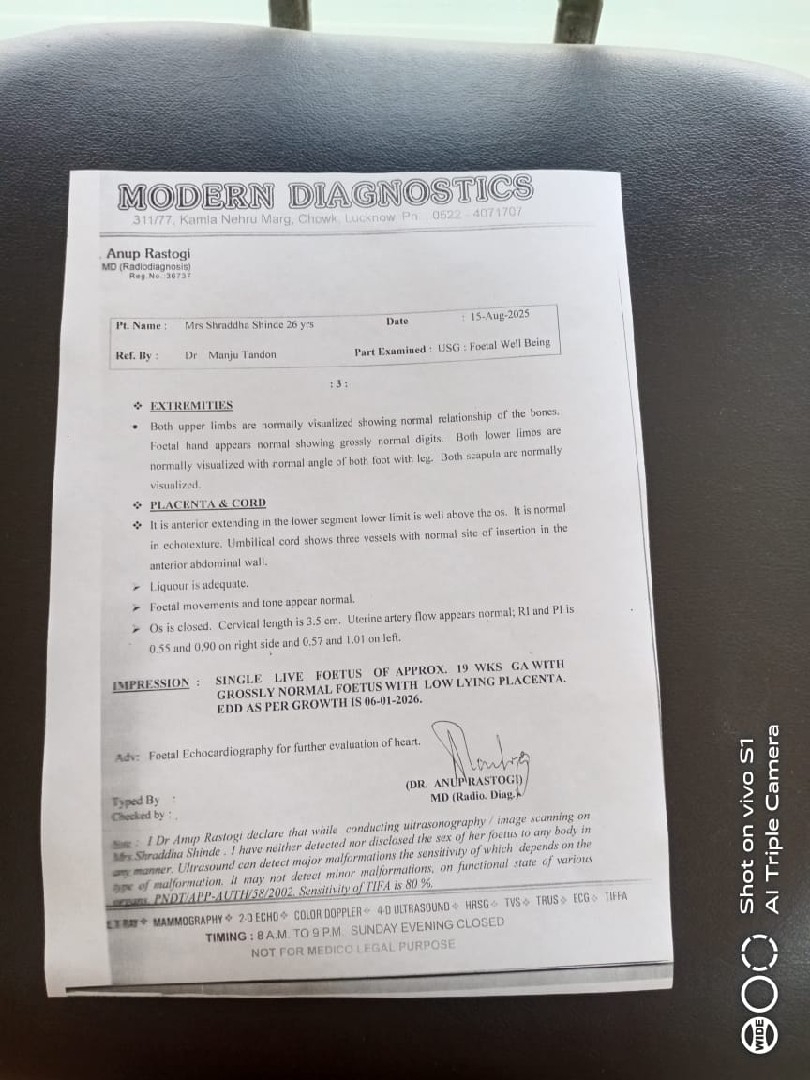 MODERN DIAGNOSTICS
311/77, Kamla Nehru Marg, Chowk, Lucknow Ph. 0522 - 4071707
Anup Rastogi
MD (Radiodiagnosis)
Reg.No. 36737
Pt. Name : Mrs Shraddha Shince 26 yrs Date : 15-Aug-2025
Ref. By : Dr Manju Tandon Part Examined : USG : Foetal Well Being
: 3 :
❖ EXTREMITIES
• Both upper limbs are normally visualized showing normal relationship of the bones.
Foetal hand appears normal showing grossly normal digits. Both lower limbs are
normally visualized with normal angle of both foot with leg. Both scapula are normally
visualized.
❖ PLACENTA & CORD
❖ It is anterior extending in the lower segment lower limit is well above the os. It is normal
in echotexture. Umbilical cord shows three vessels with normal site of insertion in the
anterior abdominal wall.
➢ Liquour is adequate.
➢ Foetal movements and tone appear normal.
➢ Os is closed. Cervical length is 3.5 cm. Uterine artery flow appears normal; RI and PI is
0.55 and 0.90 on right side and 0.57 and 1.01 on left.
IMPRESSION : SINGLE LIVE FOETUS OF APPROX. 19 WKS GA WITH
GROSSLY NORMAL FOETUS WITH LOW LYING PLACENTA.
EDD AS PER GROWTH IS 06-01-2026.
Adv: Foetal Echocardiography for further evaluation of heart.
(DR. ANUP RASTOGI)
MD (Radio. Diag.)
Typed By :
Checked by : .
Note : I Dr Anup Rastogi declare that while conducting ultrasonography / image scanning on
Mrs Shraddha Shinde . I have neither detected nor disclosed the sex of her foetus to any body in
any manner. Ultresound can detect major malformations the sensitivity of which depends on the
type of malformation, it may not detect minor malformations, on functional state of various
organs. PNDT/APP-AUTH/58/2002. Sensitivity of TIFFA is 80 %.
X-RAY ❖ MAMMOGRAPHY ❖ 2-D ECHO ❖ COLOR DOPPLER ❖ 4-D ULTRASOUND ❖ HRSG ❖ TVS ❖ TRUS ❖ ECG ❖ TIFFA
TIMING : 8 A.M. TO 9 P.M. SUNDAY EVENING CLOSED
NOT FOR MEDICO LEGAL PURPOSE
Shot on vivo S1
AI Triple Camera
WIDE